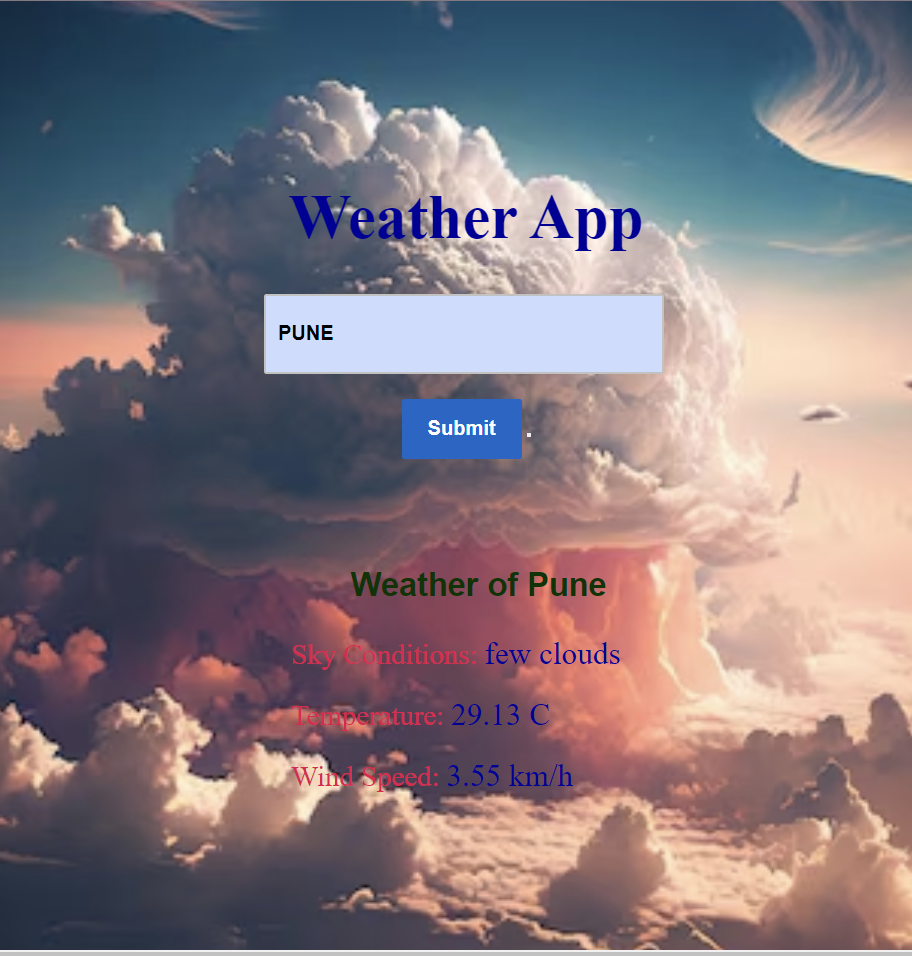 Weather App
PUNE
Submit .
Weather of Pune
Sky Conditions: few clouds
Temperature: 29.13 C
Wind Speed: 3.55 km/h